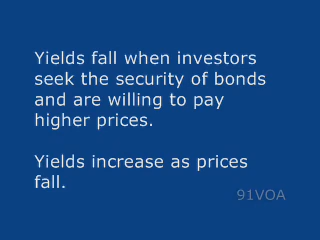 Yields fall when investors
seek the security of bonds
and are willing to pay
higher prices.
Yields increase as prices
fall.
91VOA